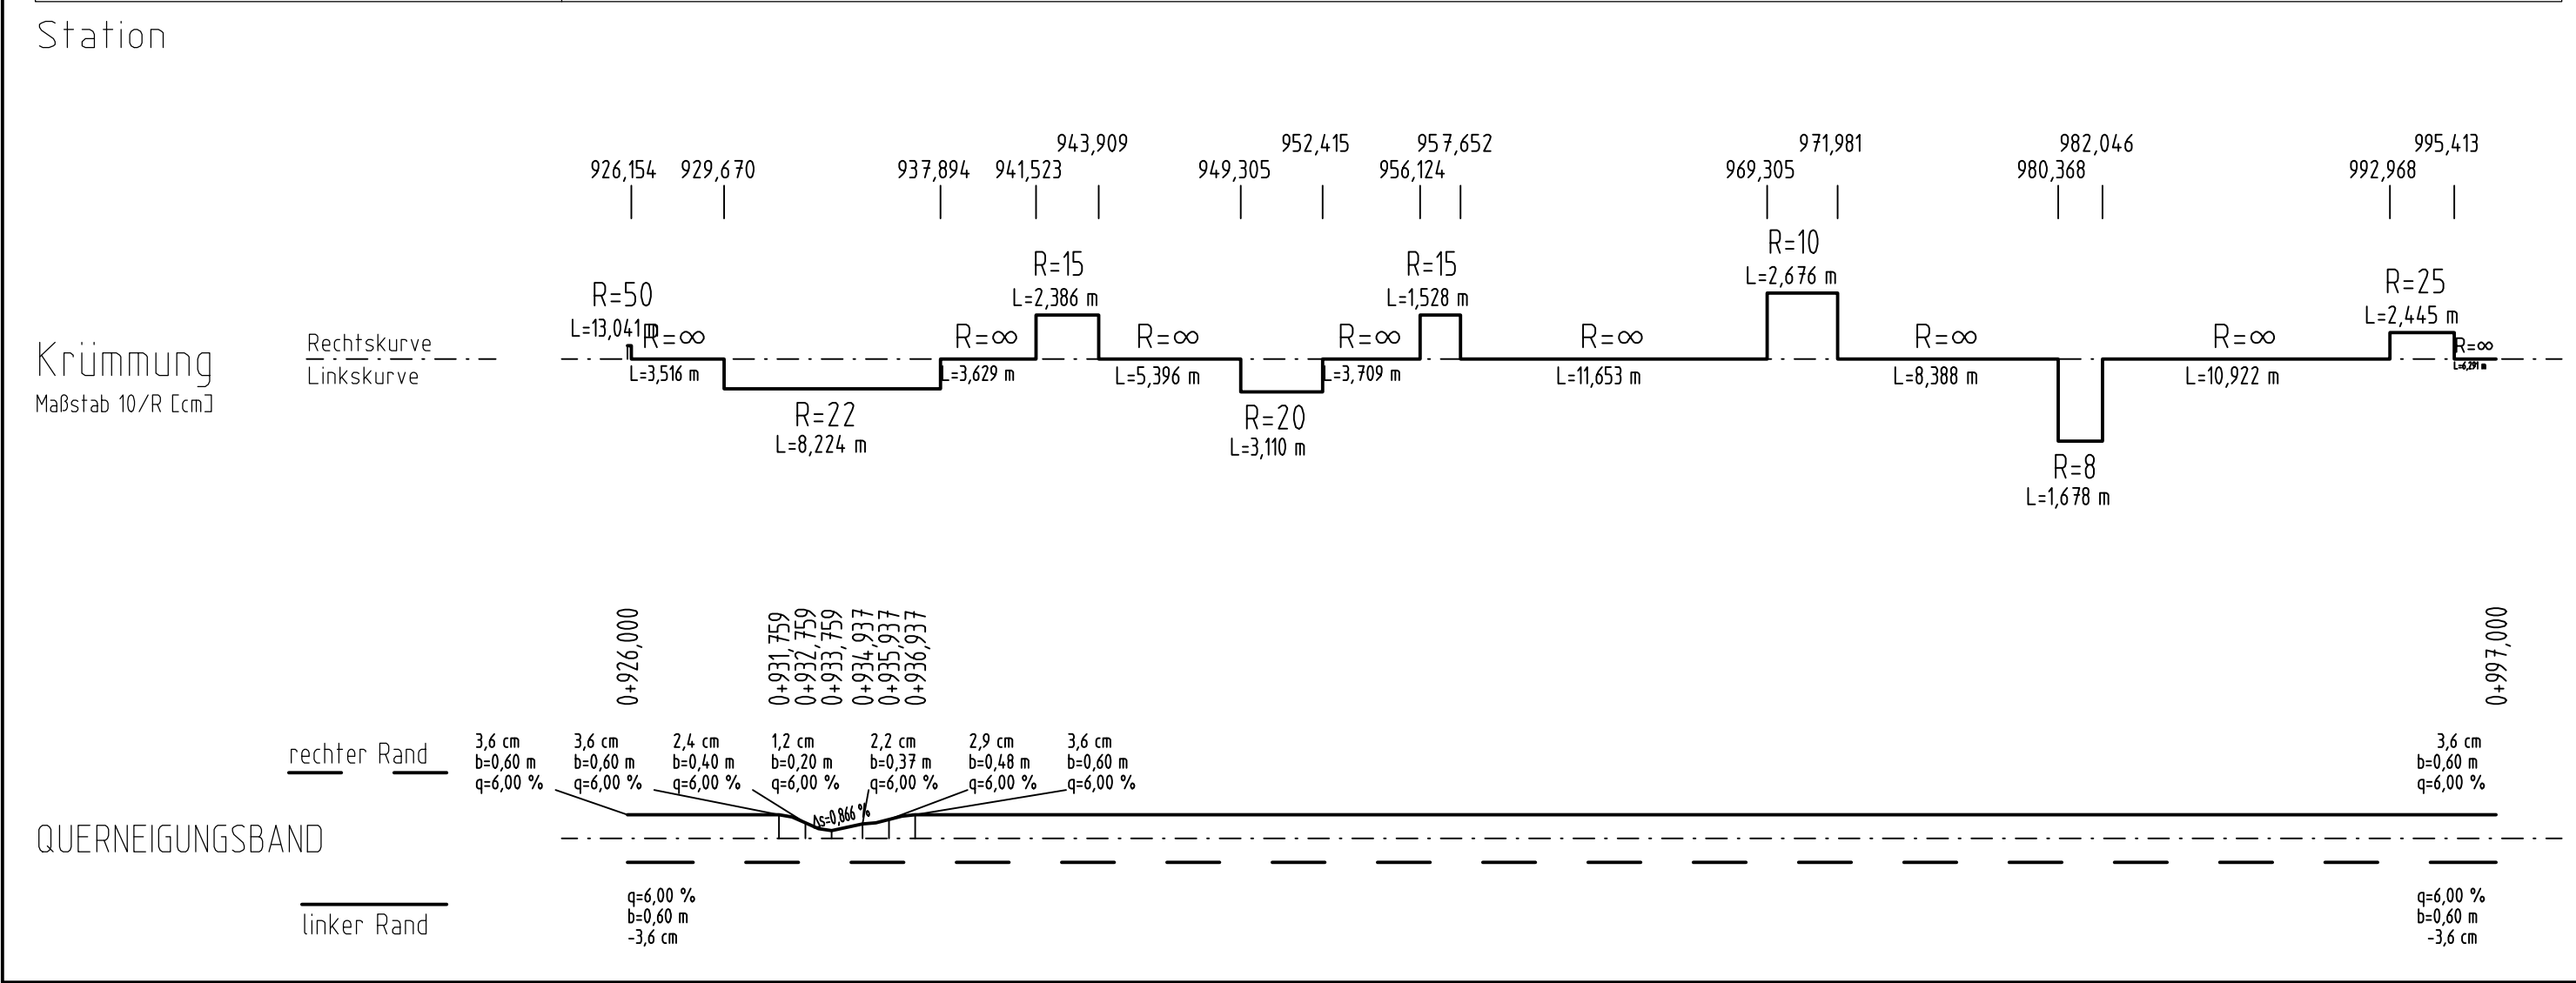 Station
943,909
952,415
957,652
971,981
982,046
995,413
926,154
929,670
937,894
941,523
949,305
956,124
969,305
980,368
992,968
R=50
L=13,041 m
R=∞
L=3,516 m
R=22
L=8,224 m
R=∞
L=3,629 m
R=15
L=2,386 m
R=∞
L=5,396 m
R=20
L=3,110 m
R=∞
L=3,709 m
R=15
L=1,528 m
R=∞
L=11,653 m
R=10
L=2,676 m
R=∞
L=8,388 m
R=8
L=1,678 m
R=∞
L=10,922 m
R=25
L=2,445 m
R=∞
L=6,291 m
Krümmung
Maßstab 10/R [cm]
Rechtskurve
Linkskurve
0+926,000
0+931,759
0+932,759
0+933,759
0+934,937
0+935,937
0+936,937
0+997,000
rechter Rand
3,6 cm
b=0,60 m
q=6,00 %
3,6 cm
b=0,60 m
q=6,00 %
2,4 cm
b=0,40 m
q=6,00 %
1,2 cm
b=0,20 m
q=6,00 %
2,2 cm
b=0,37 m
q=6,00 %
2,9 cm
b=0,48 m
q=6,00 %
3,6 cm
b=0,60 m
q=6,00 %
3,6 cm
b=0,60 m
q=6,00 %
Δs=0,866 %
QUERNEIGUNGSBAND
linker Rand
q=6,00 %
b=0,60 m
-3,6 cm
q=6,00 %
b=0,60 m
-3,6 cm